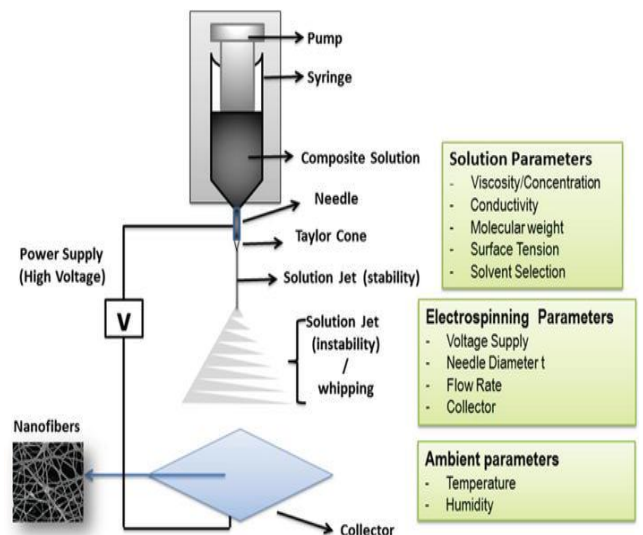 Pump
Syringe
Composite Solution
Needle
Taylor Cone
Power Supply
(High Voltage)
Solution Jet (stability)
V
Solution Jet
(instability)
/
whipping
Nanofibers
Collector
Solution Parameters
- Viscosity/Concentration
- Conductivity
- Molecular weight
- Surface Tension
- Solvent Selection
Electrospinning Parameters
- Voltage Supply
- Needle Diameter t
- Flow Rate
- Collector
Ambient parameters
- Temperature
- Humidity